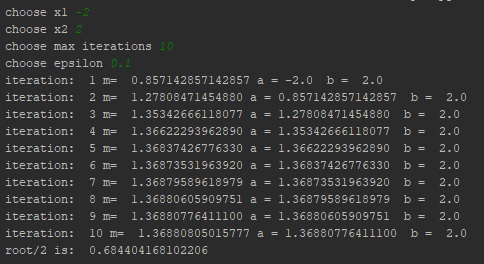 choose x1 -2
choose x2 2
choose max iterations 10
choose epsilon 0.1
iteration:  1 m=  0.857142857142857 a = -2.0  b =  2.0
iteration:  2 m=  1.27808471454880 a = 0.857142857142857  b =  2.0
iteration:  3 m=  1.35342666118077 a = 1.27808471454880  b =  2.0
iteration:  4 m=  1.36622293962890 a = 1.35342666118077  b =  2.0
iteration:  5 m=  1.36837426776330 a = 1.36622293962890  b =  2.0
iteration:  6 m=  1.36873531963920 a = 1.36837426776330  b =  2.0
iteration:  7 m=  1.36879589618979 a = 1.36873531963920  b =  2.0
iteration:  8 m=  1.36880605909751 a = 1.36879589618979  b =  2.0
iteration:  9 m=  1.36880776411100 a = 1.36880605909751  b =  2.0
iteration:  10 m=  1.36880805015777 a = 1.36880776411100  b =  2.0
root/2 is:  0.684404168102206